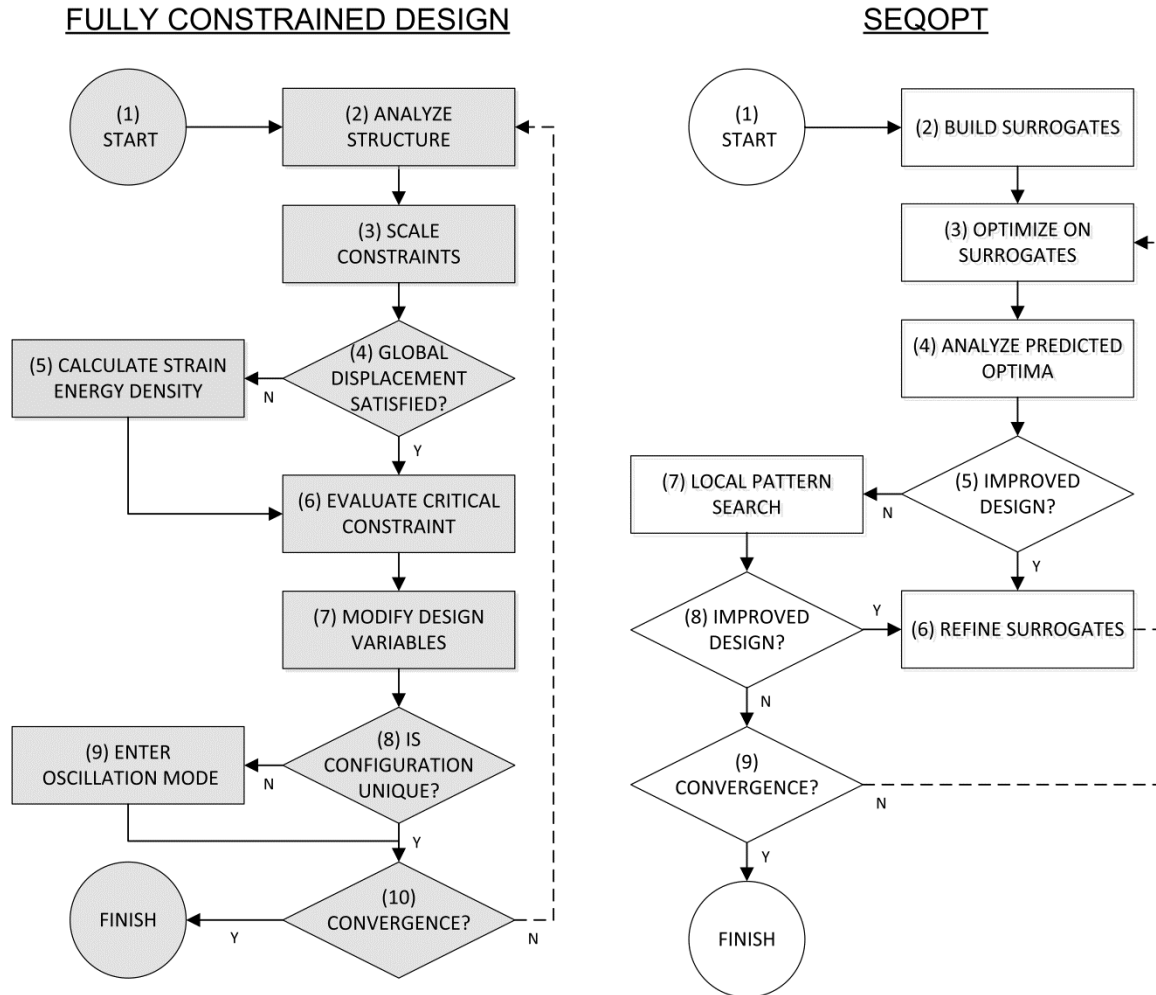 FULLY CONSTRAINED DESIGN
(1)
START
(2) ANALYZE
STRUCTURE
(3) SCALE
CONSTRAINTS
(4) GLOBAL
DISPLACEMENT
SATISFIED?
N
Y
(5) CALCULATE STRAIN
ENERGY DENSITY
(6) EVALUATE CRITICAL
CONSTRAINT
(7) MODIFY DESIGN
VARIABLES
(8) IS
CONFIGURATION
UNIQUE?
N
Y
(9) ENTER
OSCILLATION MODE
(10)
CONVERGENCE?
Y
N
FINISH
SEQOPT
(1)
START
(2) BUILD SURROGATES
(3) OPTIMIZE ON
SURROGATES
(4) ANALYZE PREDICTED
OPTIMA
(5) IMPROVED
DESIGN?
N
Y
(7) LOCAL PATTERN
SEARCH
(8) IMPROVED
DESIGN?
Y
N
(6) REFINE SURROGATES
(9)
CONVERGENCE?
N
Y
FINISH